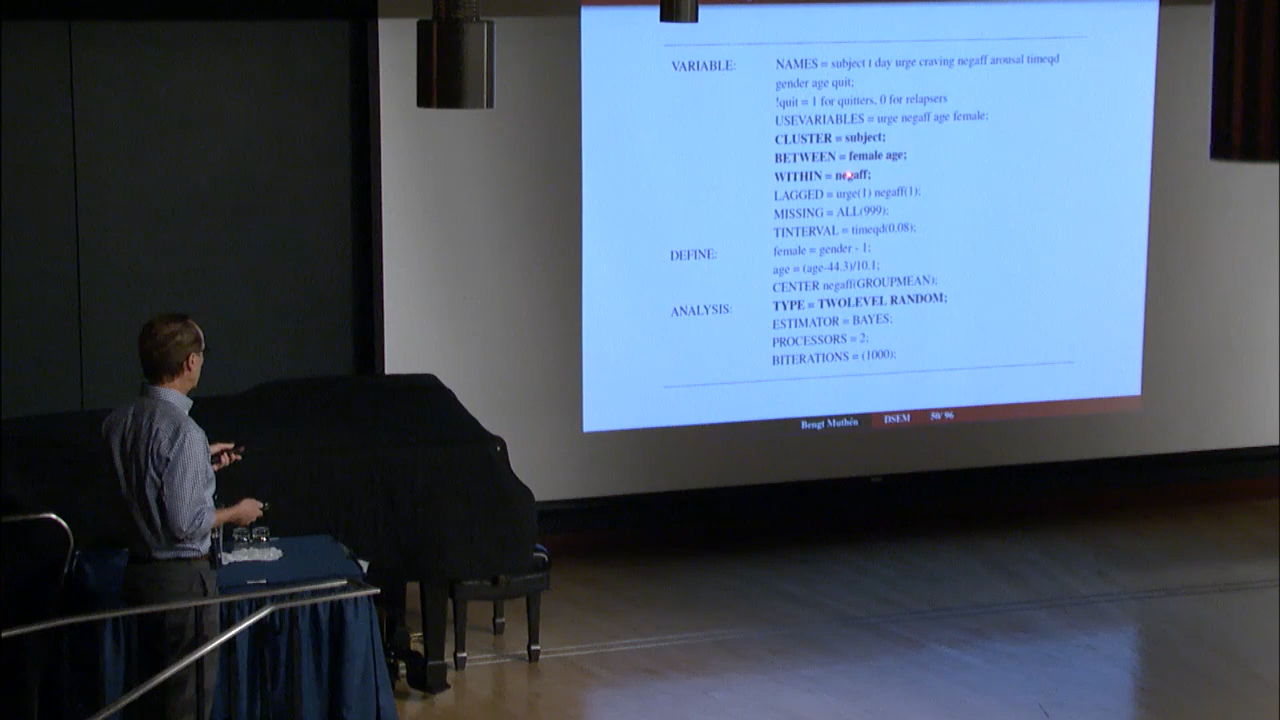 VARIABLE: NAMES = subject t day urge craving negaff arousal timeqd
gender age quit;
!quit = 1 for quitters, 0 for relapsers
USEVARIABLES = urge negaff age female;
CLUSTER = subject;
BETWEEN = female age;
WITHIN = negaff;
LAGGED = urge(1) negaff(1);
MISSING = ALL(999);
TINTERVAL = timeqd(0.08);
DEFINE: female = gender - 1;
age = (age-44.3)/10.1;
CENTER negaff(GROUPMEAN);
ANALYSIS: TYPE = TWOLEVEL RANDOM;
ESTIMATOR = BAYES;
PROCESSORS = 2;
BITERATIONS = (1000);
Bengt Muthén DSEM 50/ 96